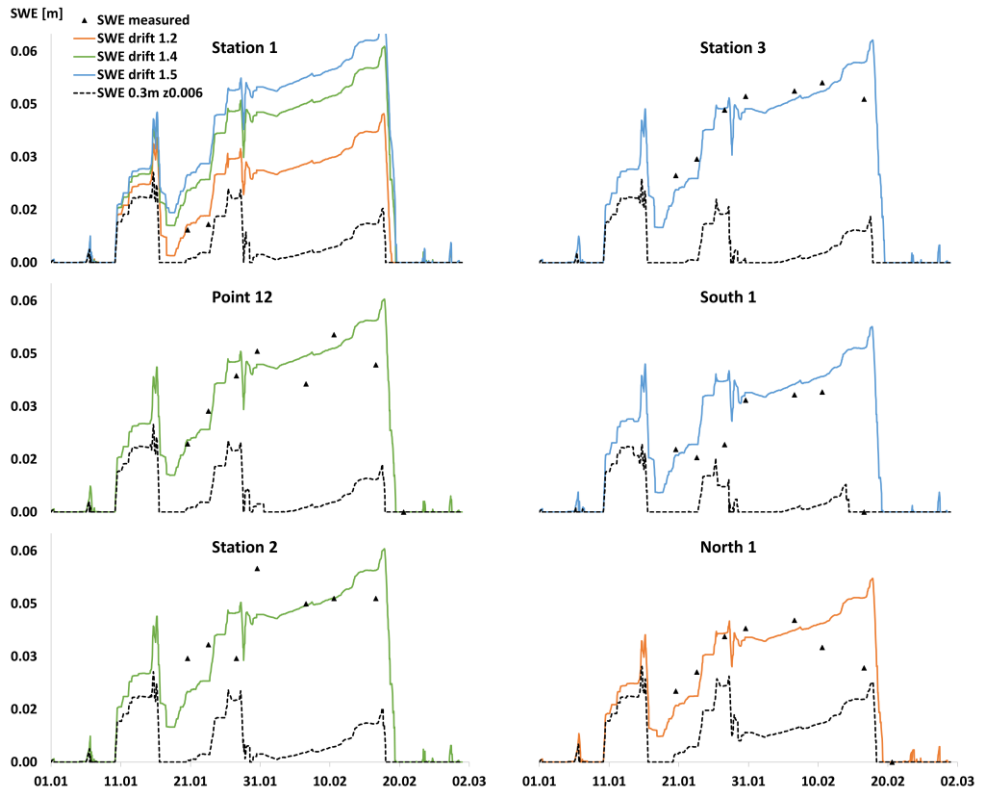 SWE [m]
SWE measured
SWE drift 1.2
SWE drift 1.4
SWE drift 1.5
SWE 0.3m z0.006
Station 1
Station 3
0.06
0.05
0.03
0.02
0.00
Point 12
South 1
0.06
0.05
0.03
0.02
0.00
Station 2
North 1
0.06
0.05
0.03
0.02
0.00
01.01 11.01 21.01 31.01 10.02 20.02 02.03 01.01 11.01 21.01 31.01 10.02 20.02 02.03